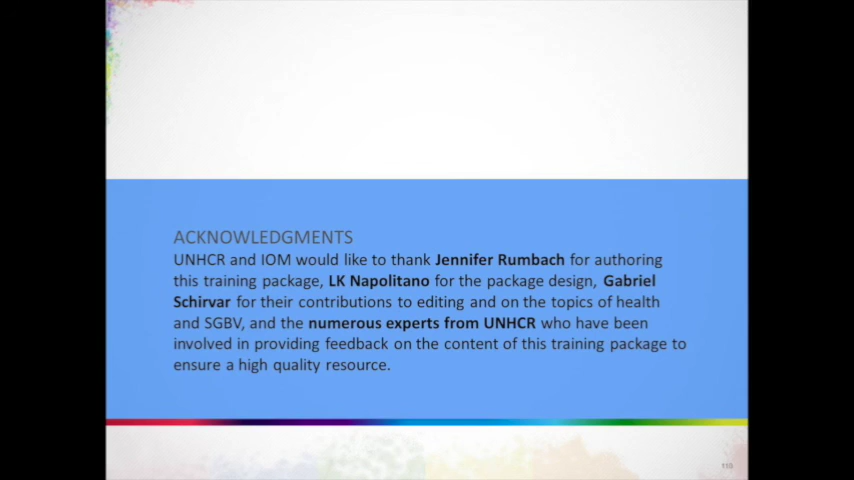 ACKNOWLEDGMENTS
UNHCR and IOM would like to thank Jennifer Rumbach for authoring
this training package, LK Napolitano for the package design, Gabriel
Schirvar for their contributions to editing and on the topics of health
and SGBV, and the numerous experts from UNHCR who have been
involved in providing feedback on the content of this training package to
ensure a high quality resource.